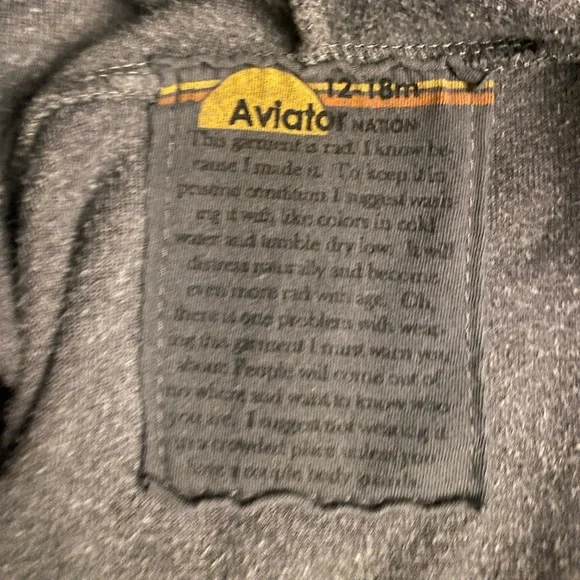 12-18m
Aviator NATION
This garment is rad. I know be-
cause I made it. To keep it in
pristine condition I suggest wash-
ing it with like colors in cold
water and tumble dry low. It will
distress naturally and become
even more rad with age. Oh,
there is one problem with wear-
ing this garment I must warn you
about. People will come out of
no where and want to know who
you are. I suggest not wearing it
in a crowded place unless you
have a couple body guards.